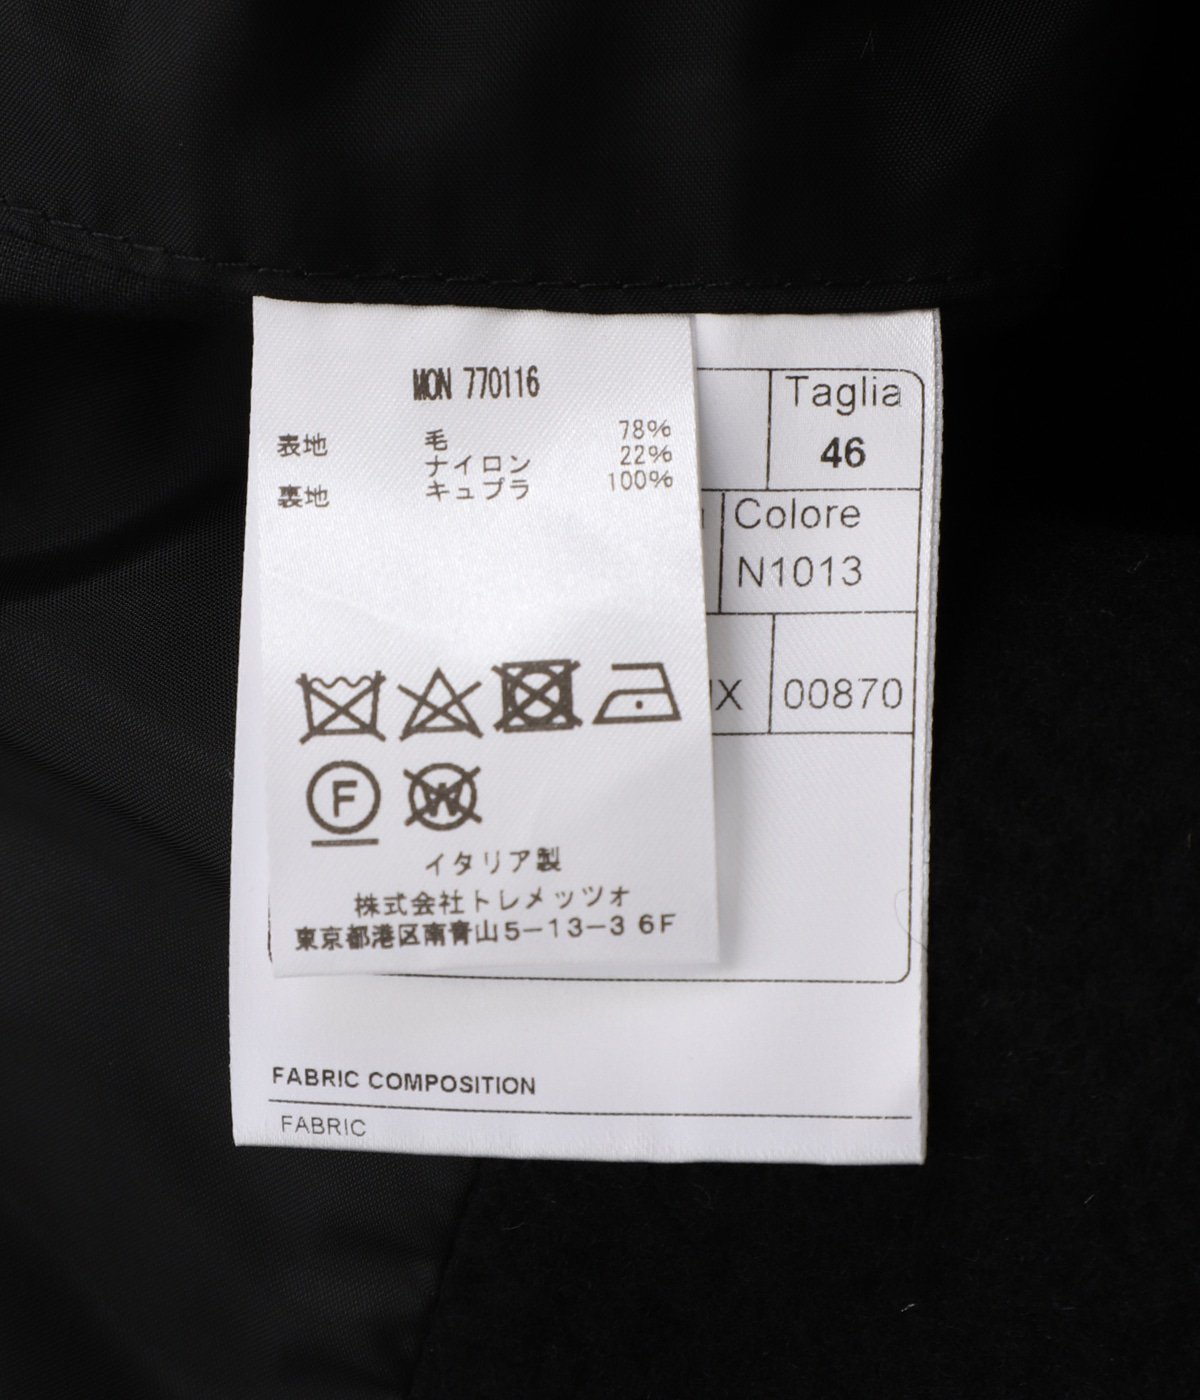 MON 770116
表地 毛 78%
ナイロン 22%
裏地 キュプラ 100%
F
W
イタリア製
株式会社トレメッツォ
東京都港区南青山5-13-3 6F
Taglia
46
Colore
N1013
IX 00870
FABRIC COMPOSITION
FABRIC